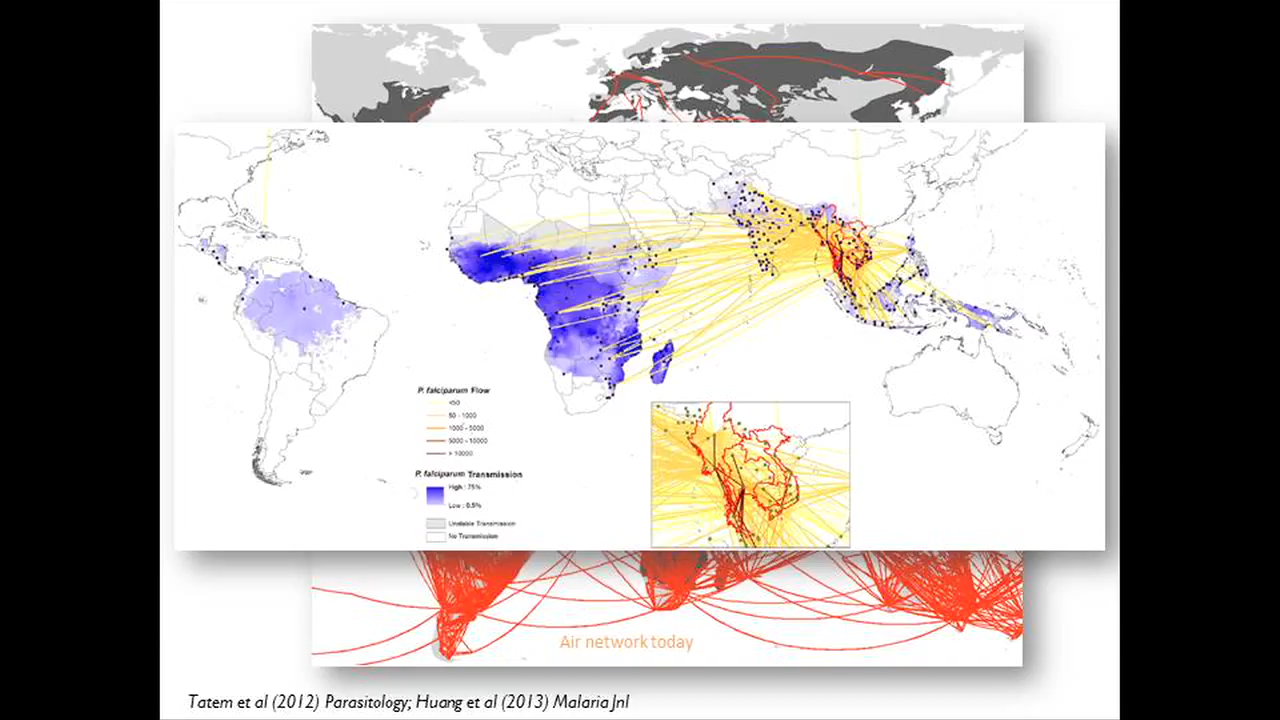 P. falciparum Flow
<50
50 - 1000
1000 - 5000
5000 - 10000
> 10000
P. falciparum Transmission
High : 75%
Low : 0.5%
Unstable Transmission
No Transmission
Air network today
Tatem et al (2012) Parasitology; Huang et al (2013) Malaria Jnl